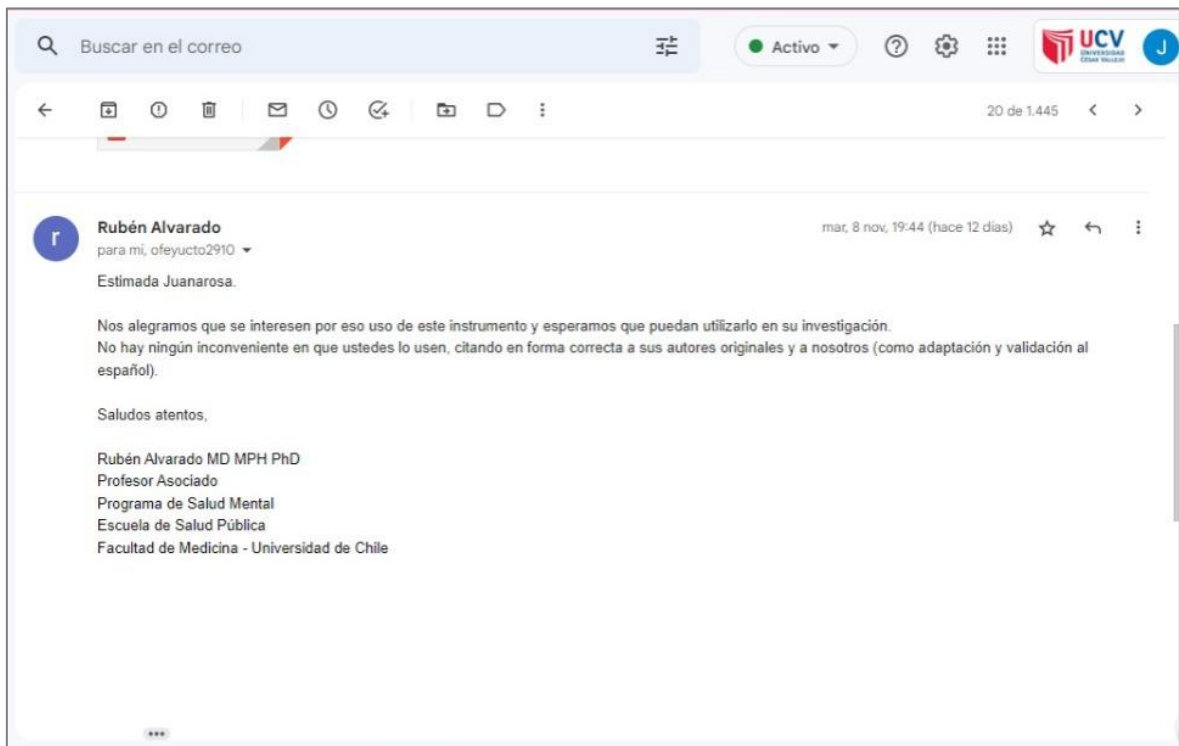 Buscar en el correo
Activo
UCV
UNIVERSIDAD
CÉSAR VALLEJO
J
20 de 1.445
r
Rubén Alvarado
mar, 8 nov, 19:44 (hace 12 días)
para mi, ofeyucto2910
Estimada Juanarosa.
Nos alegramos que se interesen por eso uso de este instrumento y esperamos que puedan utilizarlo en su investigación.
No hay ningún inconveniente en que ustedes lo usen, citando en forma correcta a sus autores originales y a nosotros (como adaptación y validación al
español).
Saludos atentos,
Rubén Alvarado MD MPH PhD
Profesor Asociado
Programa de Salud Mental
Escuela de Salud Pública
Facultad de Medicina - Universidad de Chile